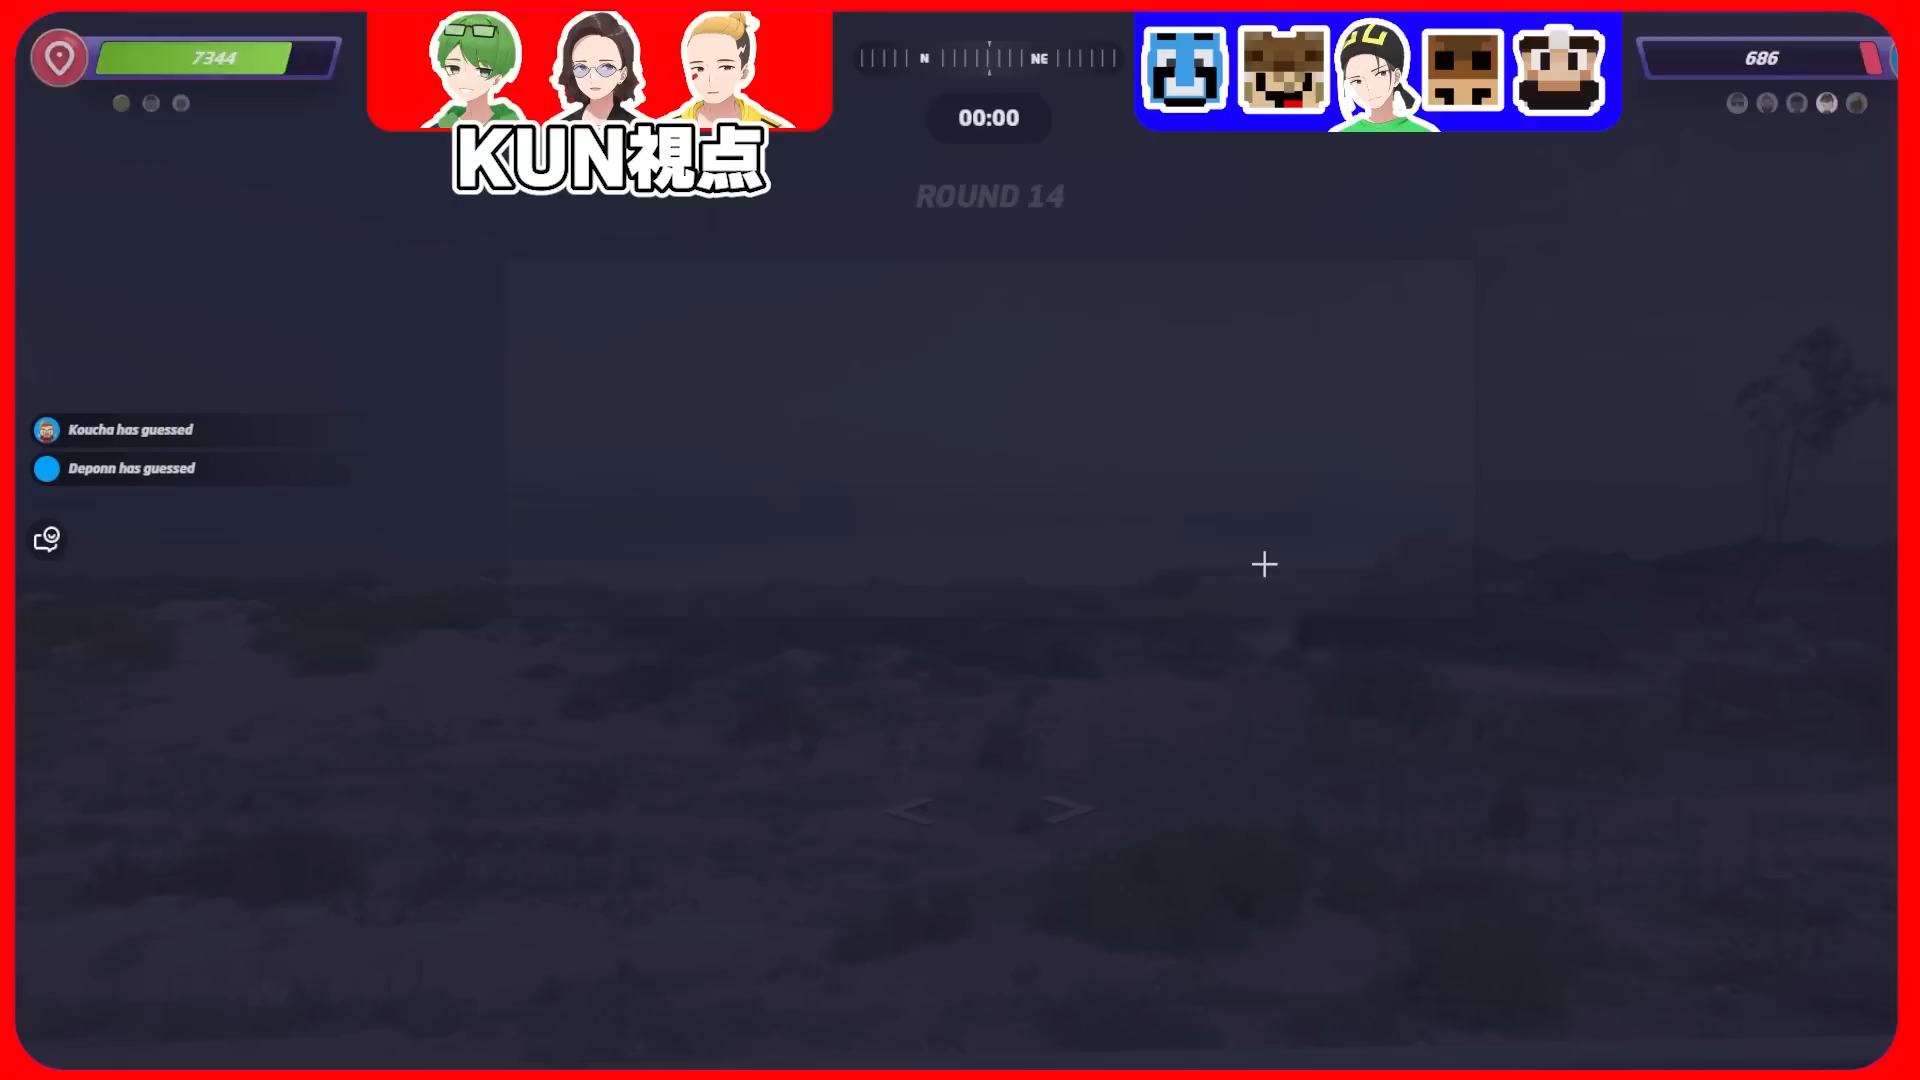 7344
N
NE
686
00:00
KUN視点
ROUND 14
Koucha has guessed
Deponn has guessed